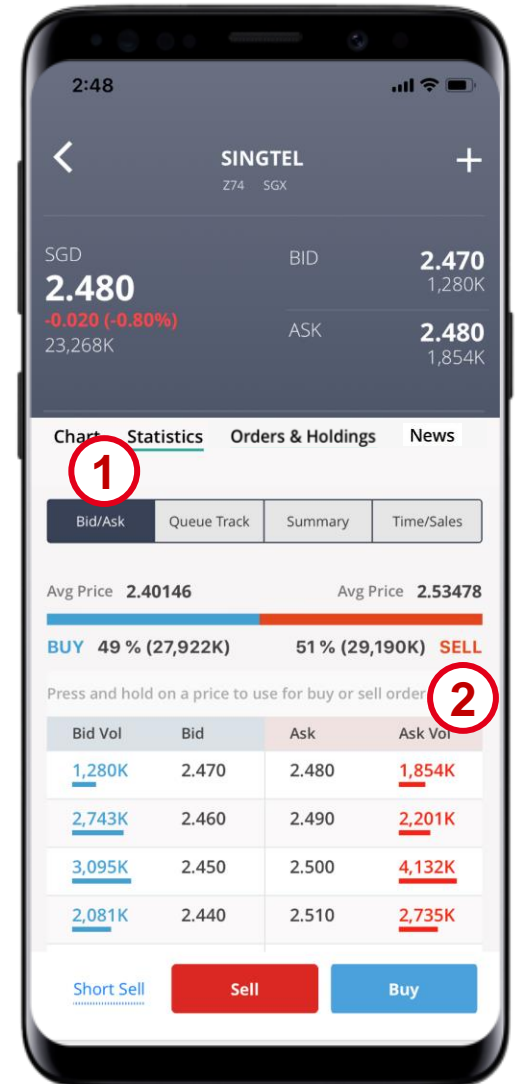 2:48
SINGTEL
Z74 SGX
SGD
2.480
-0.020 (-0.80%)
23,268K
BID 2.470
1,280K
ASK 2.480
1,854K
Chart Statistics Orders & Holdings News
1
Bid/Ask Queue Track Summary Time/Sales
Avg Price 2.40146 Avg Price 2.53478
BUY 49 % (27,922K) 51 % (29,190K) SELL
Press and hold on a price to use for buy or sell order
2
Bid Vol Bid Ask Ask Vol
1,280K 2.470 2.480 1,854K
2,743K 2.460 2.490 2,201K
3,095K 2.450 2.500 4,132K
2,081K 2.440 2.510 2,735K
Short Sell Sell Buy